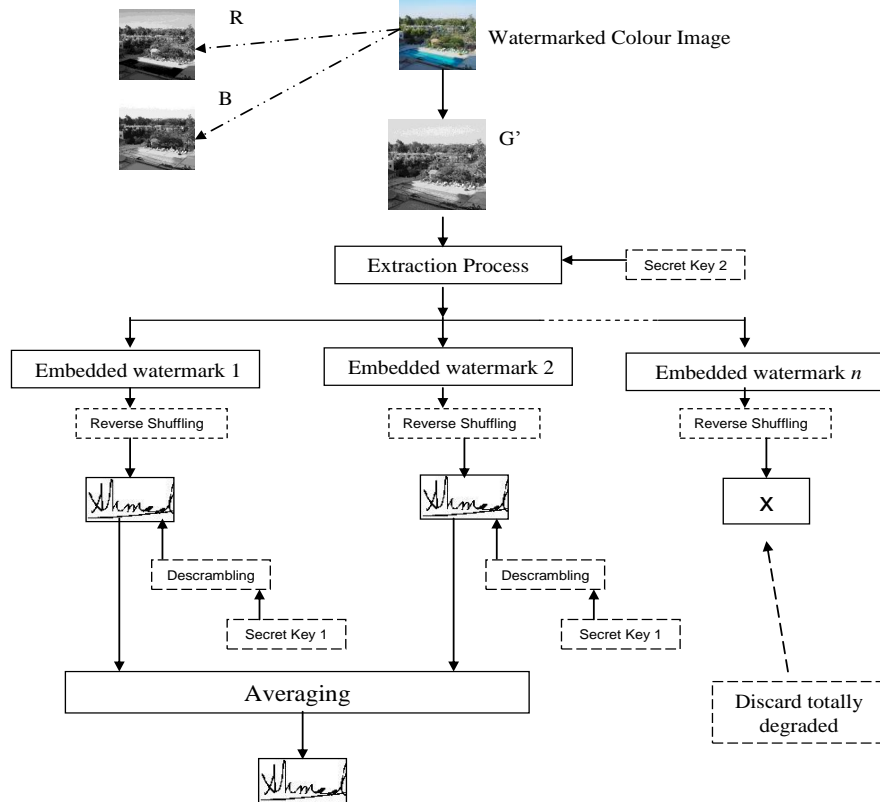 R
Watermarked Colour Image
B
G’
Extraction Process
Secret Key 2
Embedded watermark 1
Embedded watermark 2
Embedded watermark n
Reverse Shuffling
Reverse Shuffling
Reverse Shuffling
Ahmed
Ahmed
X
Descrambling
Descrambling
Secret Key 1
Secret Key 1
Averaging
Discard totally
degraded
Ahmed